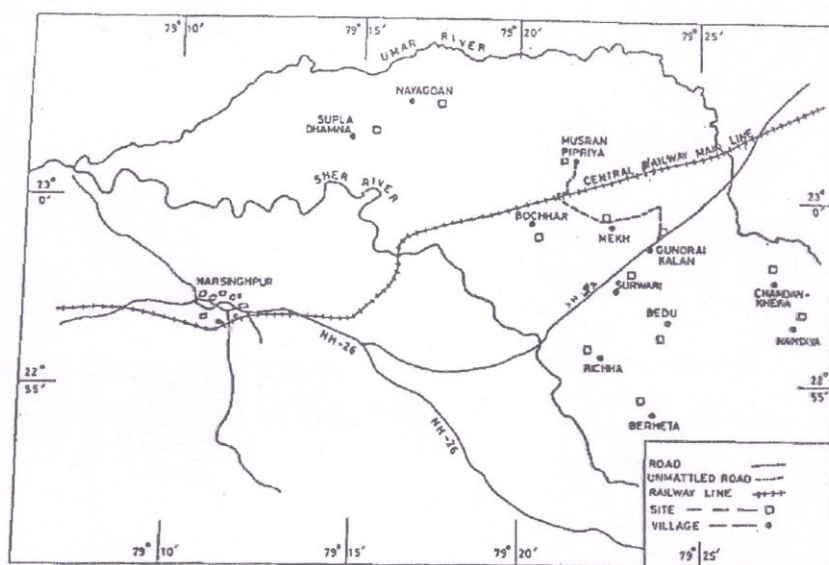 79° 10'
79° 15'
79° 20'
79° 25'
UMAR RIVER
NAYAGOAN
SUPLA
DHAMNA
MUSRAN
PIPRIYA
CENTRAL RAILWAY MAIN LINE
SHER RIVER
23°
0'
23°
0'
BOCHHAR
MEKH
GUNDRAI
KALAN
NARSINGHPUR
SURWARI
CHANDAN-
KHERA
BEDU
NANDIYA
NH-26
RICHHA
22°
55'
22°
55'
BERHETA
NH-26
ROAD
UNMATTLED ROAD
RAILWAY LINE
SITE
VILLAGE
79° 10'
79° 15'
79° 20'
79° 25'